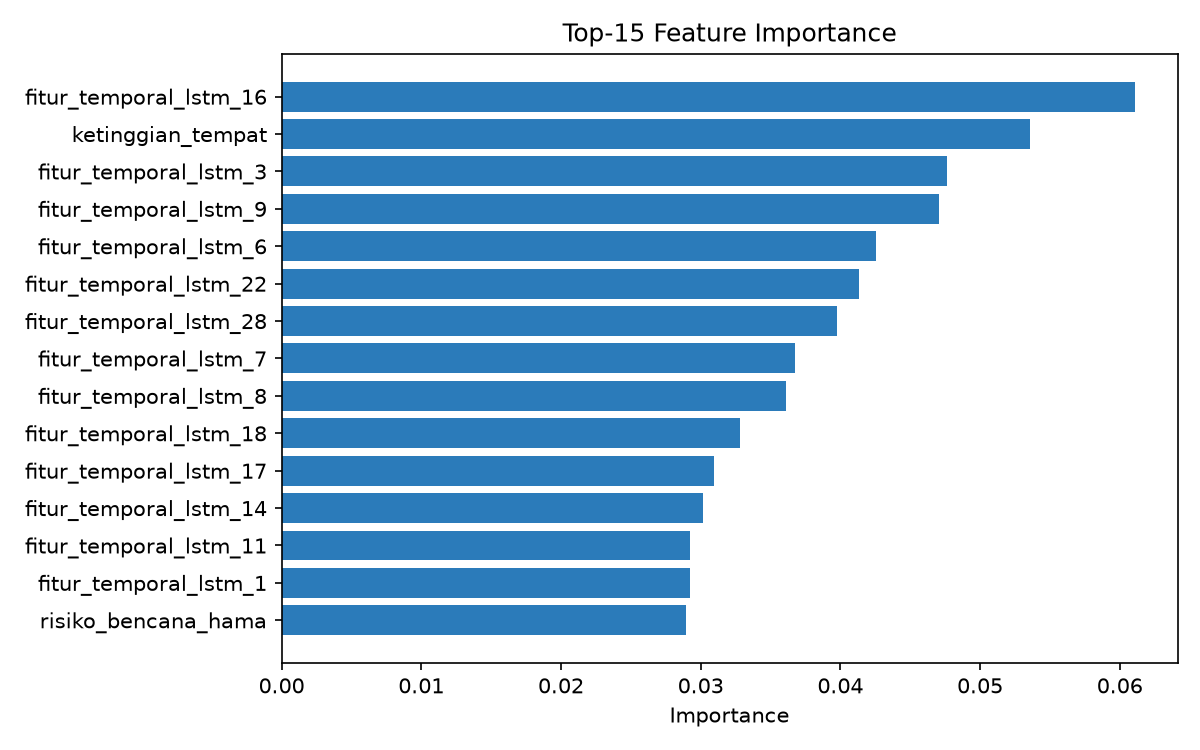 Top-15 Feature Importance
fitur_temporal_lstm_16
ketinggian_tempat
fitur_temporal_lstm_3
fitur_temporal_lstm_9
fitur_temporal_lstm_6
fitur_temporal_lstm_22
fitur_temporal_lstm_28
fitur_temporal_lstm_7
fitur_temporal_lstm_8
fitur_temporal_lstm_18
fitur_temporal_lstm_17
fitur_temporal_lstm_14
fitur_temporal_lstm_11
fitur_temporal_lstm_1
risiko_bencana_hama
0.00 0.01 0.02 0.03 0.04 0.05 0.06
Importance